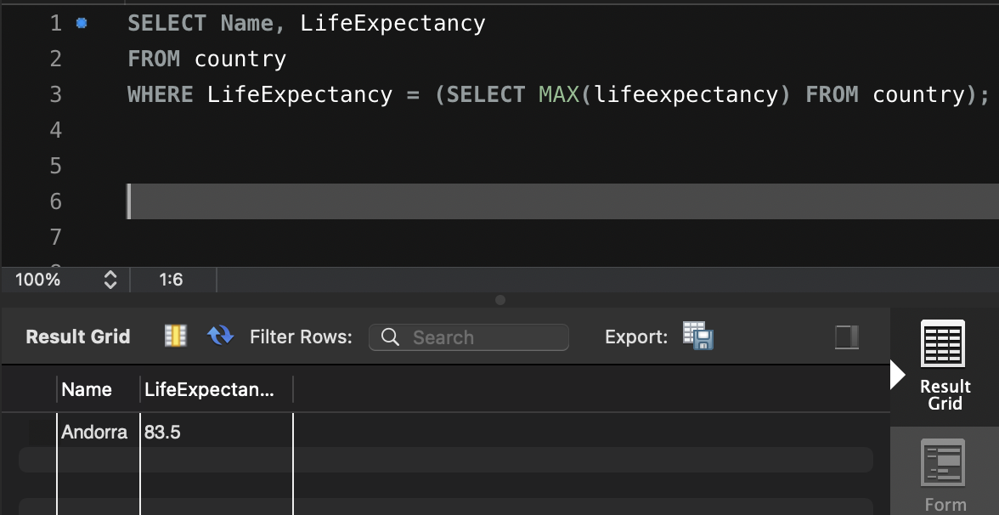 1 SELECT Name, LifeExpectancy
2 FROM country
3 WHERE LifeExpectancy = (SELECT MAX(lifeexpectancy) FROM country);
4
5
6
7
100% 1:6
Result Grid Filter Rows: Search Export:
Result
Grid
Name LifeExpectan...
Andorra 83.5
Form